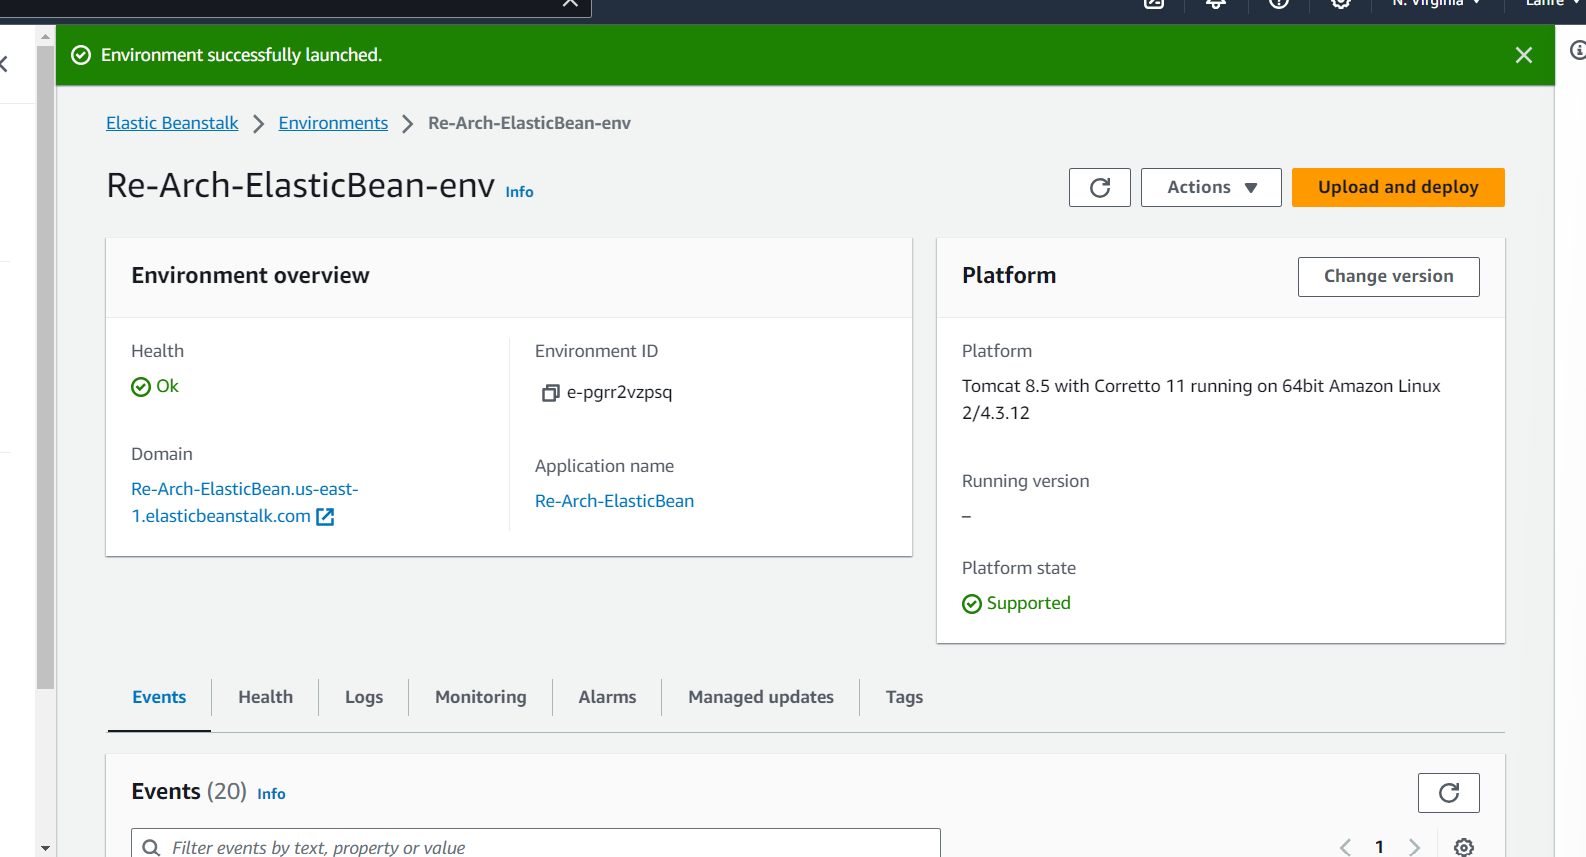 N. Virginia
Lanre
Environment successfully launched.
Elastic Beanstalk
Environments
Re-Arch-ElasticBean-env
Re-Arch-ElasticBean-env Info
Actions
Upload and deploy
Environment overview
Health
Ok
Domain
Re-Arch-ElasticBean.us-east-
1.elasticbeanstalk.com
Environment ID
e-pgrr2vzpsq
Application name
Re-Arch-ElasticBean
Platform
Change version
Platform
Tomcat 8.5 with Corretto 11 running on 64bit Amazon Linux
2/4.3.12
Running version
–
Platform state
Supported
Events
Health
Logs
Monitoring
Alarms
Managed updates
Tags
Events (20) Info
Filter events by text, property or value
1